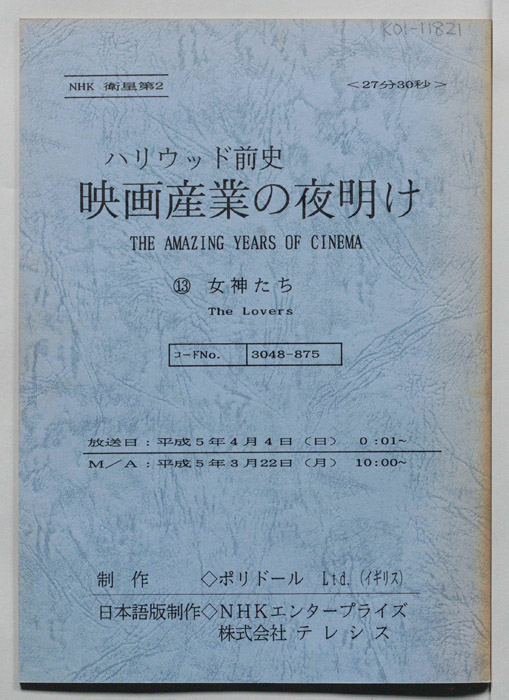 K01-11821
NHK 衛星第2 <27分30秒>
ハリウッド前史
映画産業の夜明け
THE AMAZING YEARS OF CINEMA
⑬ 女神たち
The Lovers
コードNo. 3048-875
放送日:平成5年4月4日(日) 0:01~
M/A:平成5年3月22日(月) 10:00~
制作 ◇ポリドール Ltd.(イギリス)
日本語版制作◇NHKエンタープライズ
株式会社 テレシス